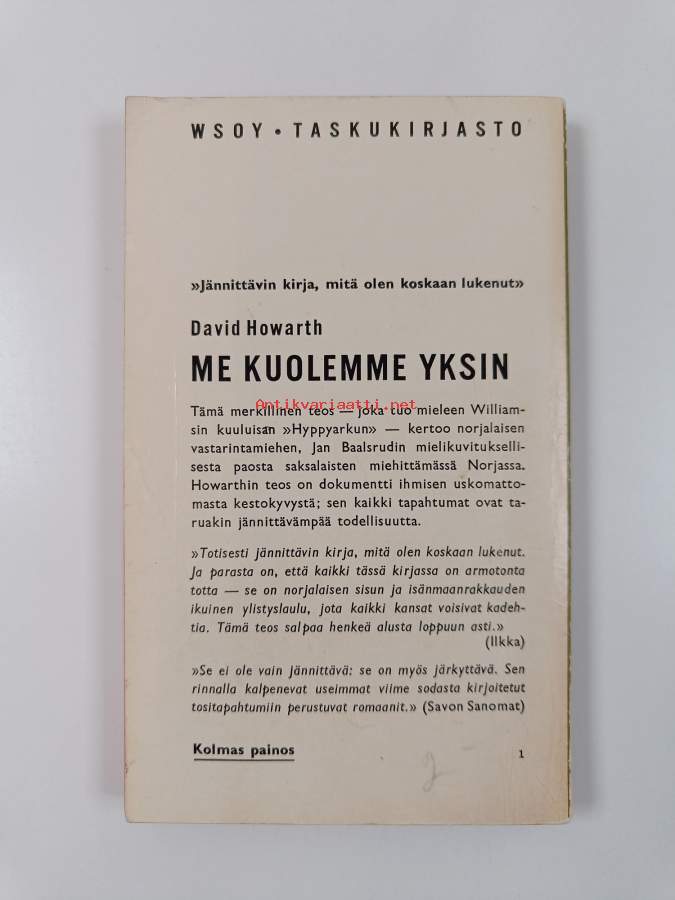 WSOY • TASKUKIRJASTO
»Jännittävin kirja, mitä olen koskaan lukenut»
David Howarth
ME KUOLEMME YKSIN
Antikvariaatti.net
Tämä merkillinen teos — joka tuo mieleen William-
sin kuuluisan »Hyppyarkun» — kertoo norjalaisen
vastarintamiehen, Jan Baalsrudin mielikuvitukselli-
sesta paosta saksalaisten miehittämässä Norjassa.
Howarthin teos on dokumentti ihmisen uskomatto-
masta kestokyvystä; sen kaikki tapahtumat ovat ta-
ruakin jännittävämpää todellisuutta.
»Totisesti jännittävin kirja, mitä olen koskaan lukenut.
Ja parasta on, että kaikki tässä kirjassa on armotonta
totta — se on norjalaisen sisun ja isänmaanrakkauden
ikuinen ylistyslaulu, jota kaikki kansat voisivat kadeh-
tia. Tämä teos salpaa henkeä alusta loppuun asti.»
(Ilkka)
»Se ei ole vain jännittävä: se on myös järkyttävä. Sen
rinnalla kalpenevat useimmat viime sodasta kirjoitetut
tositapahtumiin perustuvat romaanit.» (Savon Sanomat)
Kolmas painos
1